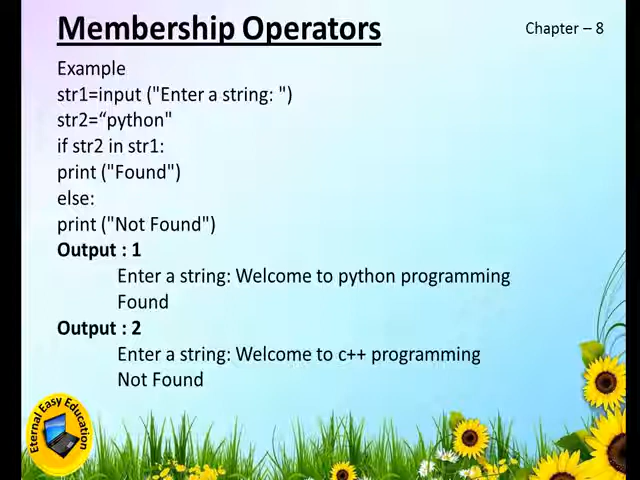 Membership Operators
Chapter – 8
Example
str1=input ("Enter a string: ")
str2=“python"
if str2 in str1:
print ("Found")
else:
print ("Not Found")
Output : 1
Enter a string: Welcome to python programming
Found
Output : 2
Enter a string: Welcome to c++ programming
Not Found
Eternal Easy Education